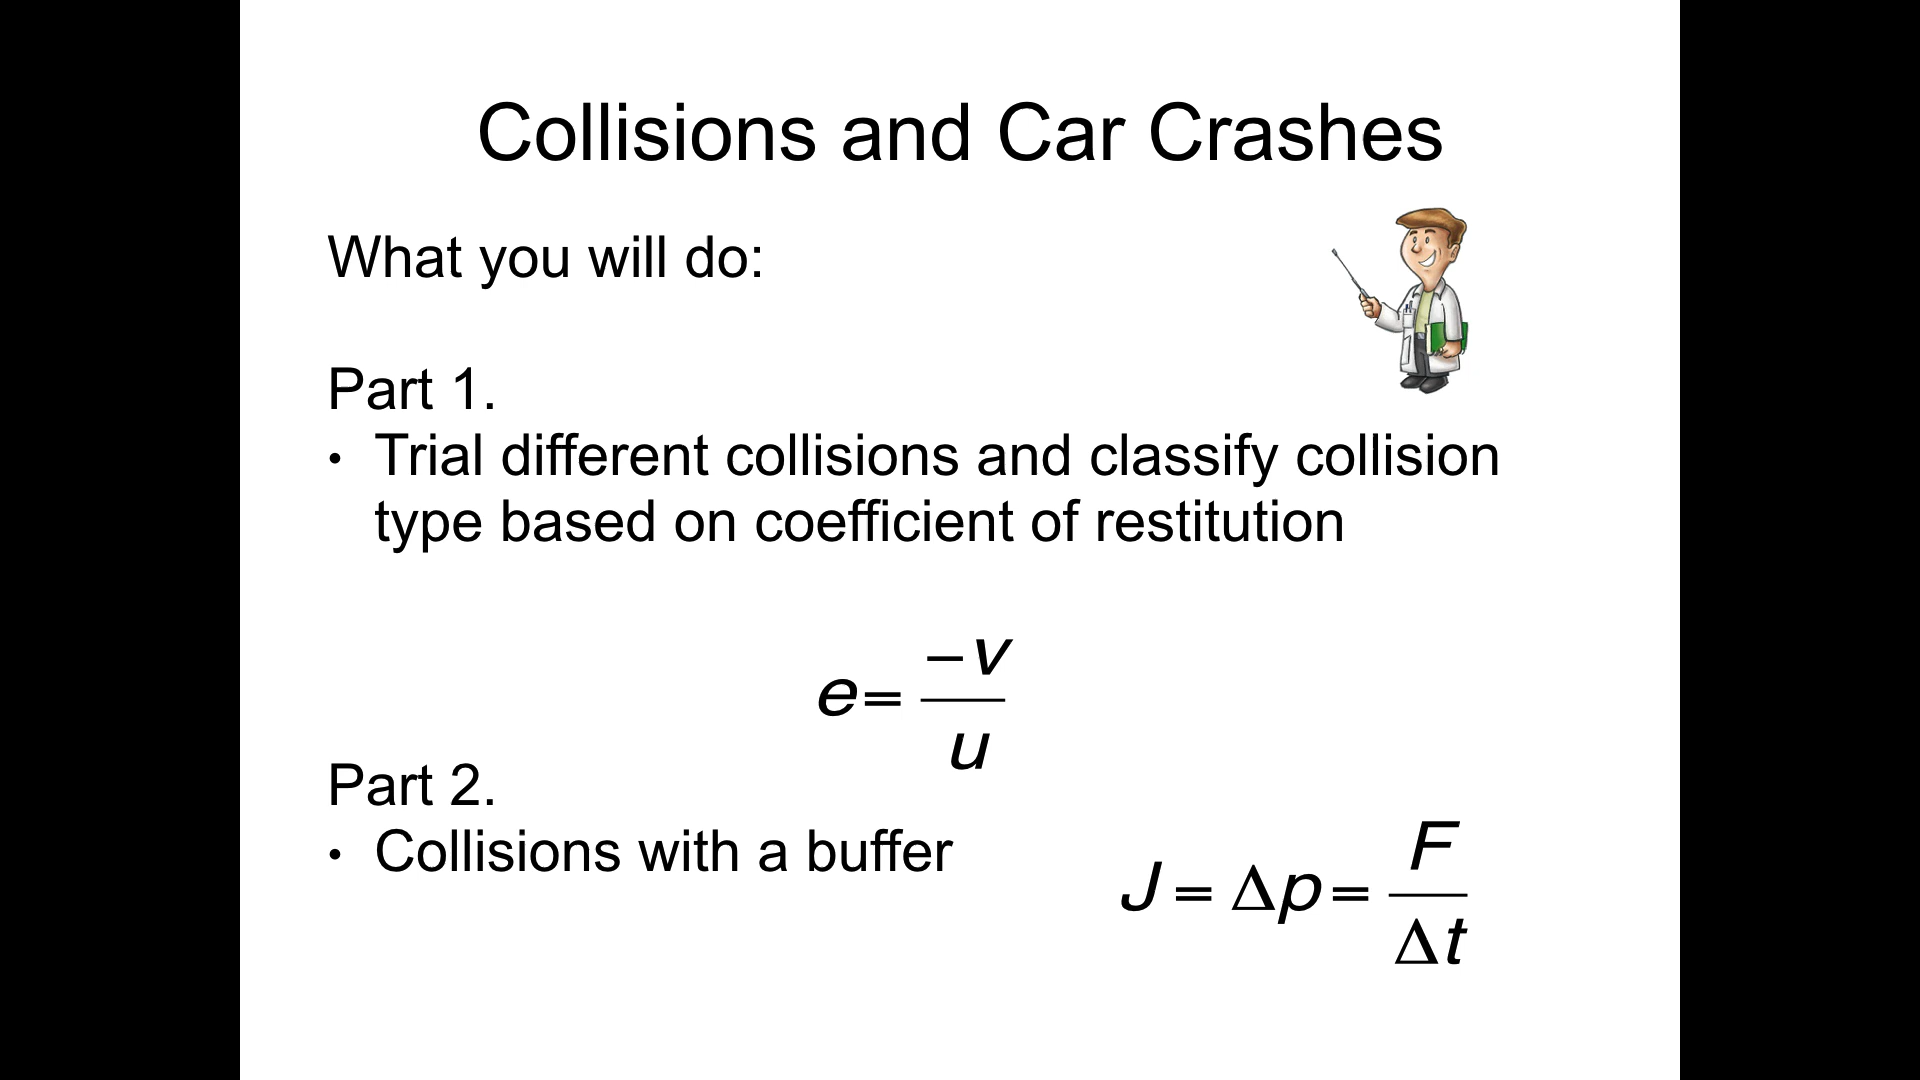 Collisions and Car Crashes
What you will do:
Part 1.
• Trial different collisions and classify collision
type based on coefficient of restitution
e = −v/u
Part 2.
• Collisions with a buffer
J = Δp = F/Δt